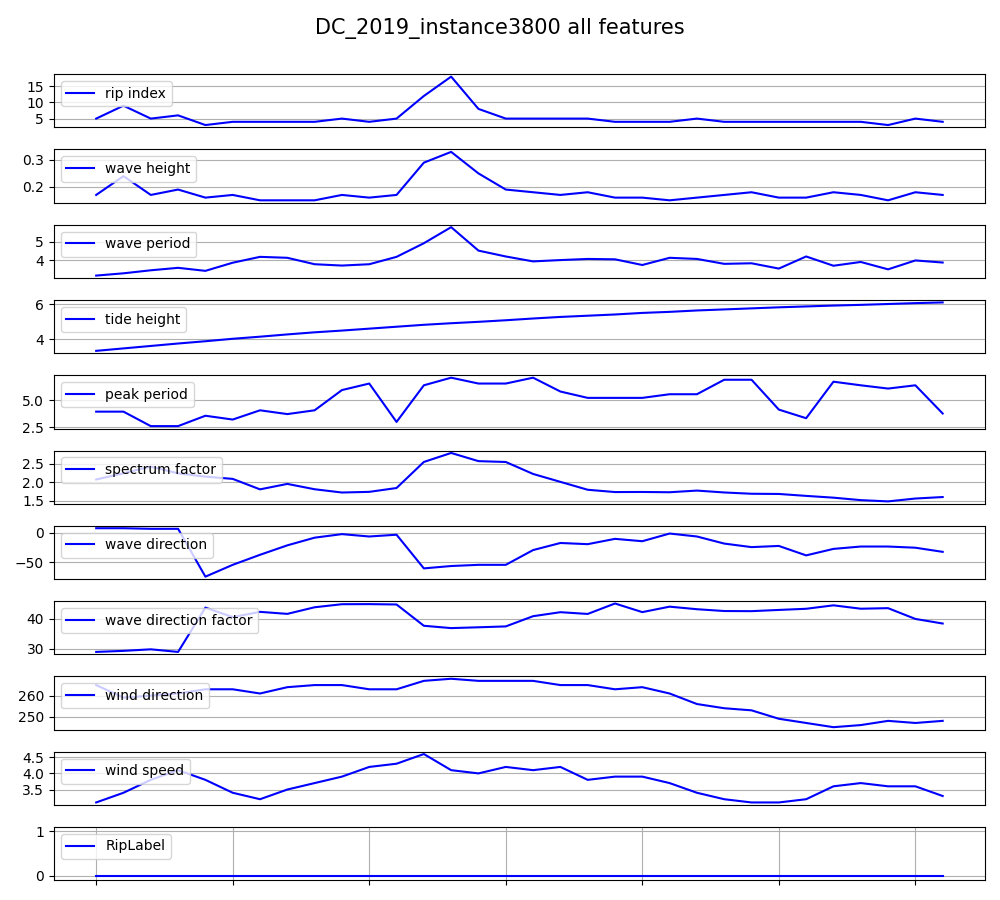 DC_2019_instance3800 all features
15
10
5
rip index
0.3
0.2
wave height
5
4
wave period
6
4
tide height
5.0
2.5
peak period
2.5
2.0
1.5
spectrum factor
0
−50
wave direction
40
30
wave direction factor
260
250
wind direction
4.5
4.0
3.5
wind speed
1
0
RipLabel